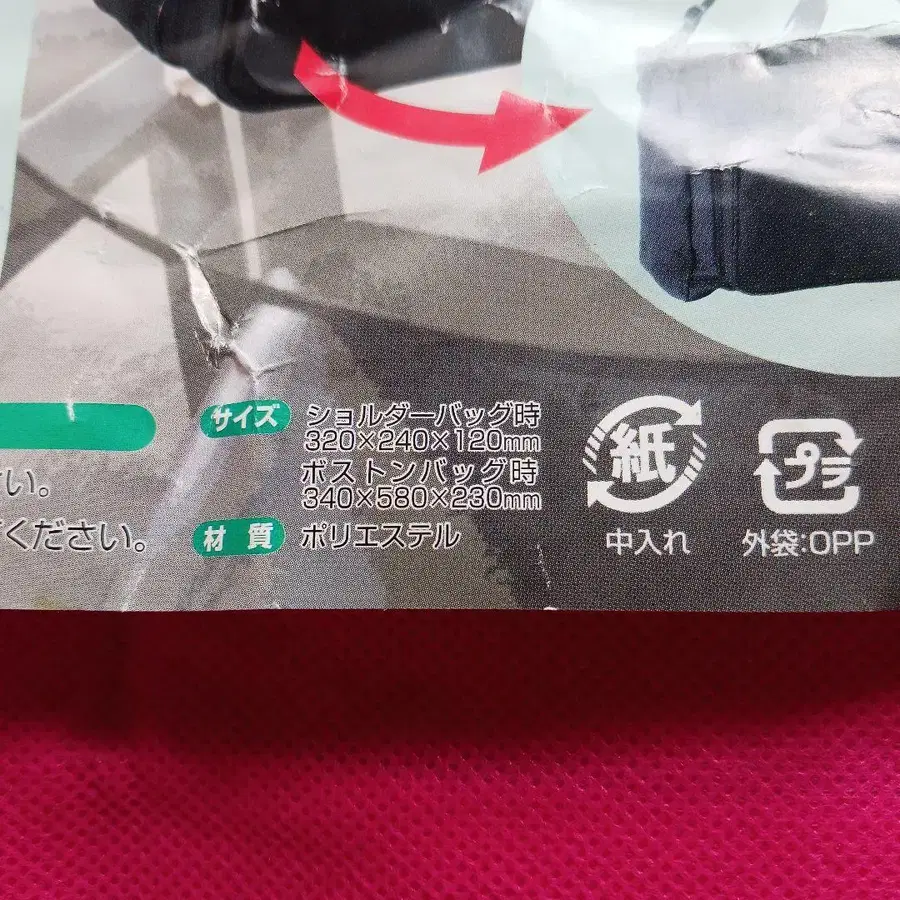 サイズ ショルダーバッグ時
320×240×120mm
ボストンバッグ時
340×580×230mm
材質 ポリエステル
い。
ください。
紙
中入れ
プラ
外袋:OPP